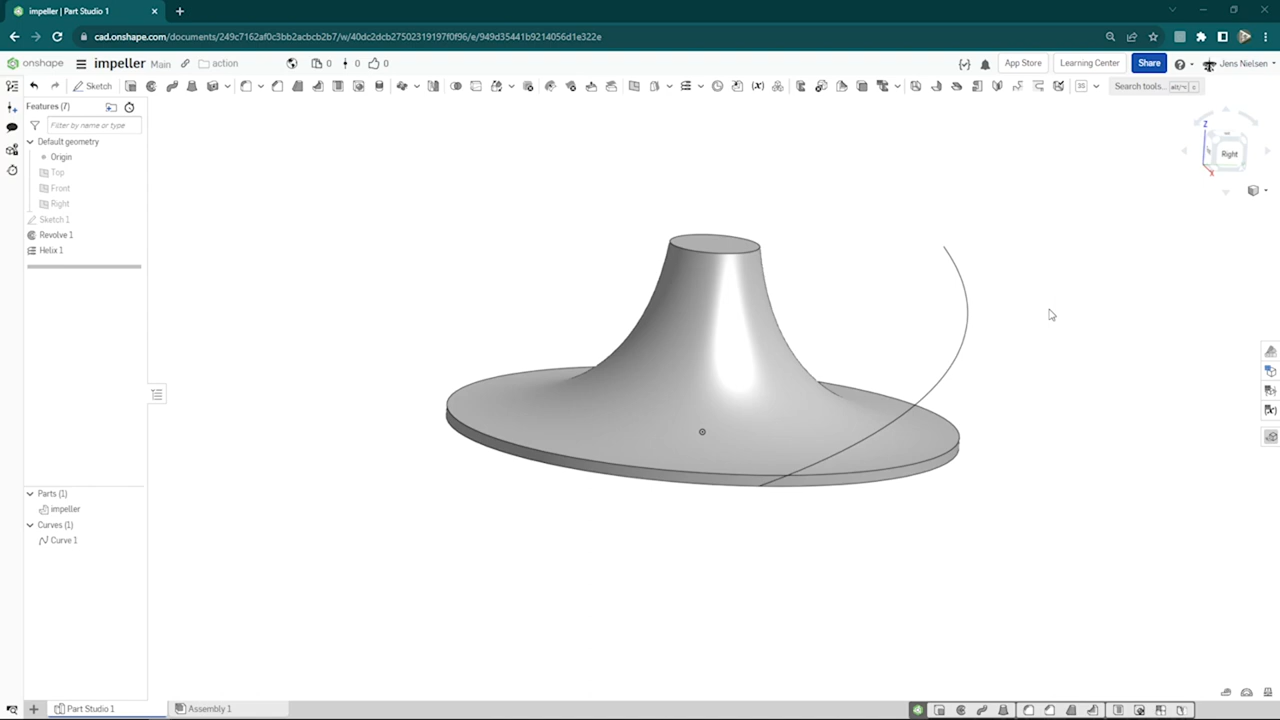 impeller | Part Studio 1
cad.onshape.com/documents/249c7162af0c3bb2acbcb2b7/w/40dc2dcb27502319197f0f96/e/949d35441b9214056d1e322e
onshape impeller Main action 0 0 0 App Store Learning Center Share Jens Nielsen
Sketch Search tools... alt/⌥ c
Features (7)
Filter by name or type
Default geometry
Origin
Top
Front
Right
Sketch 1
Revolve 1
Helix 1
Z
Right
X
Parts (1)
impeller
Curves (1)
Curve 1
Part Studio 1 Assembly 1